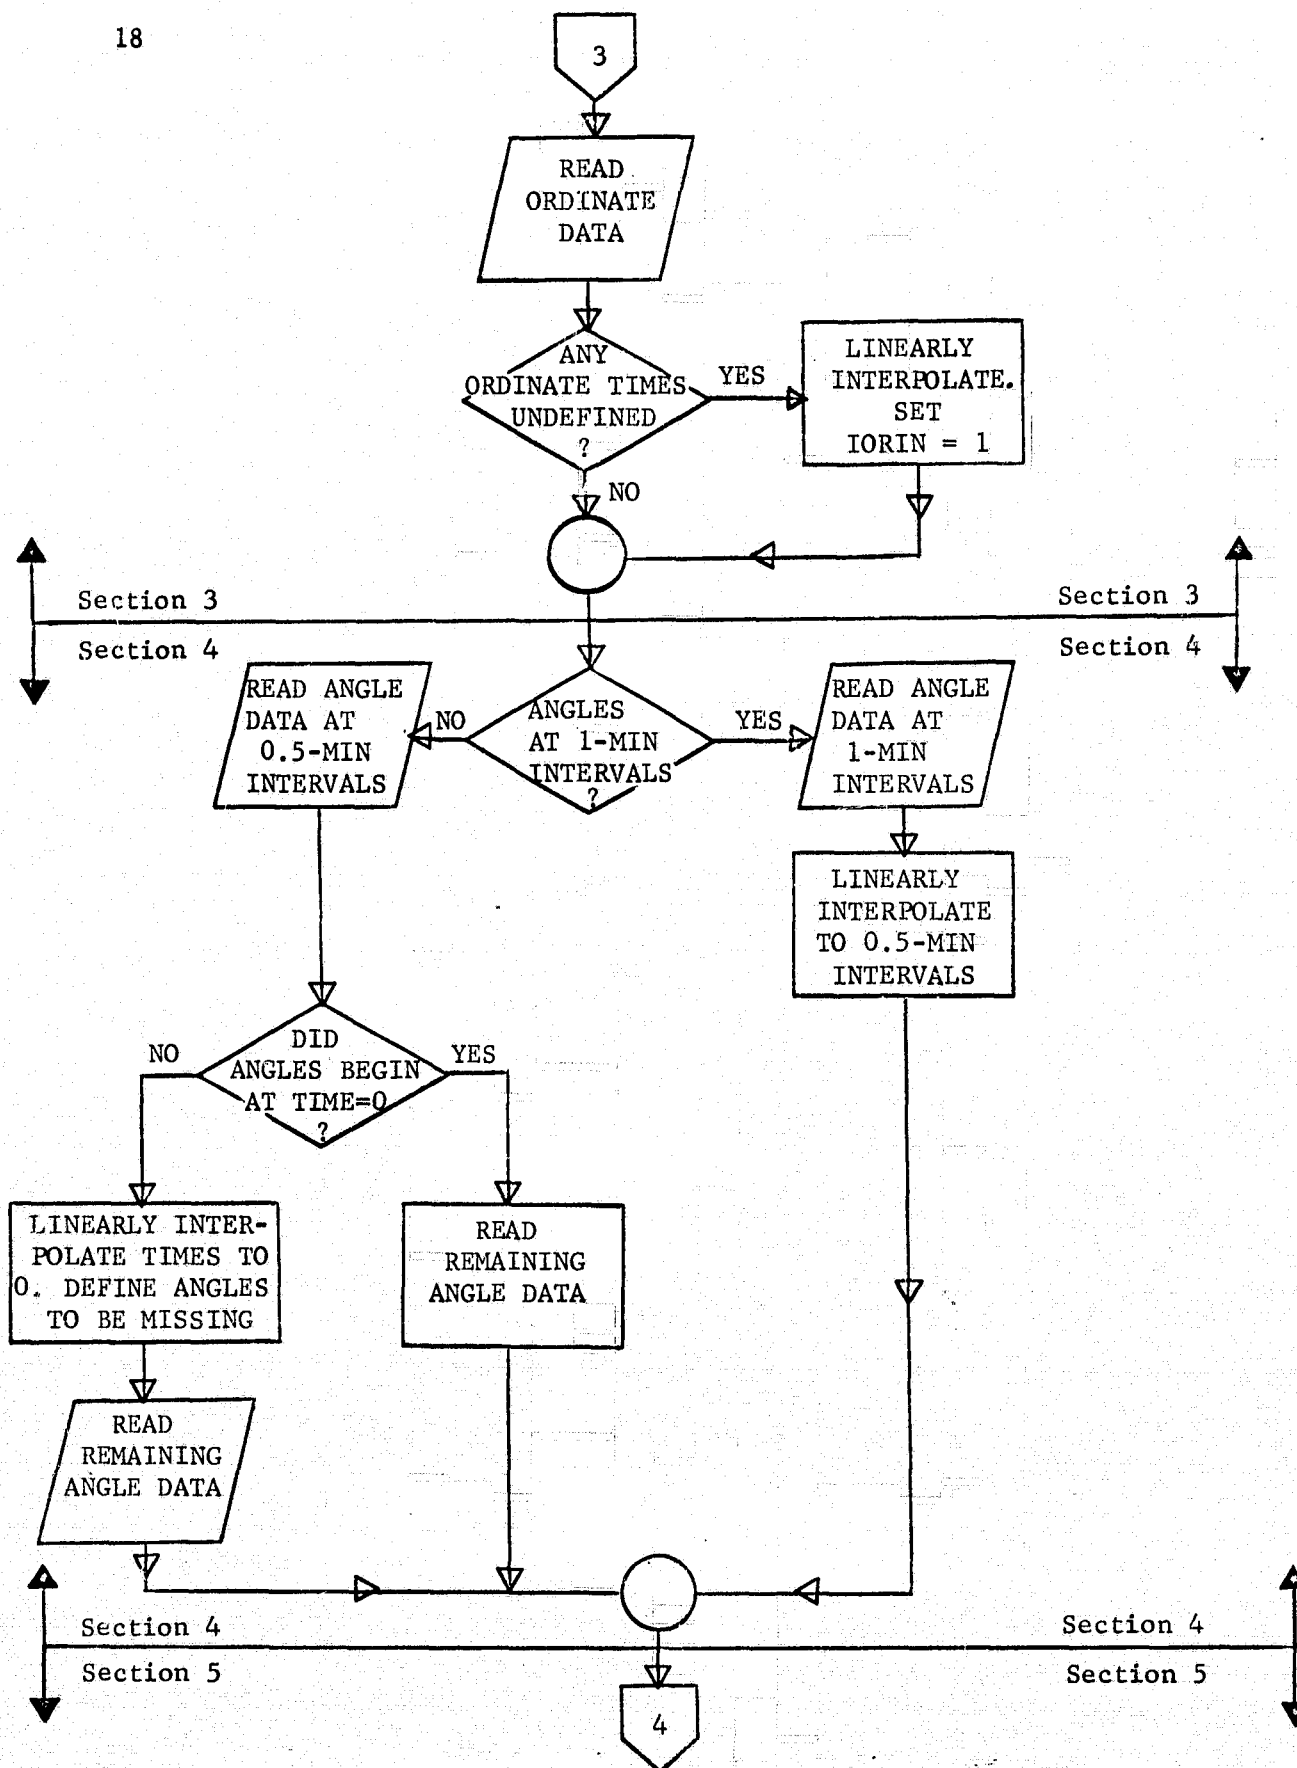 18
3
READ
ORDINATE
DATA
ANY
ORDINATE TIMES
UNDEFINED
?
YES
LINEARLY
INTERPOLATE.
SET
IORIN = 1
NO
Section 3
Section 3
Section 4
Section 4
READ ANGLE
DATA AT
0.5-MIN
INTERVALS
NO
ANGLES
AT 1-MIN
INTERVALS
?
YES
READ ANGLE
DATA AT
1-MIN
INTERVALS
LINEARLY
INTERPOLATE
TO 0.5-MIN
INTERVALS
NO
DID
ANGLES BEGIN
AT TIME=0
?
YES
LINEARLY INTER-
POLATE TIMES TO
0. DEFINE ANGLES
TO BE MISSING
READ
REMAINING
ANGLE DATA
READ
REMAINING
ANGLE DATA
Section 4
Section 4
Section 5
Section 5
4